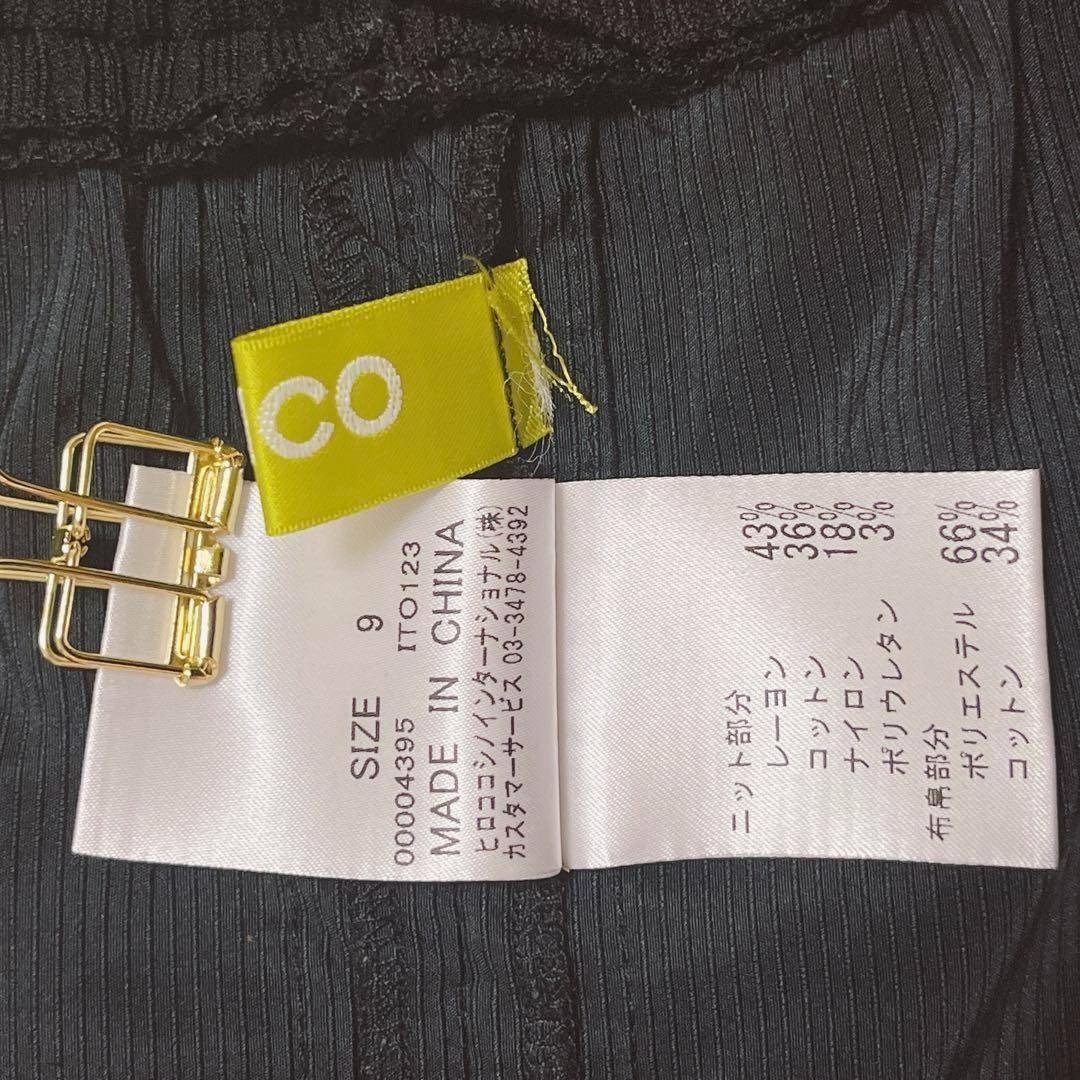 CO
SIZE 9
00004395 ITO123
MADE IN CHINA
ヒロココシノインターナショナル(株)
カスタマーサービス 03-3478-4392
ニット部分
レーヨン 43%
コットン 36%
ナイロン 18%
ポリウレタン 3%
布帛部分
ポリエステル 66%
コットン 34%